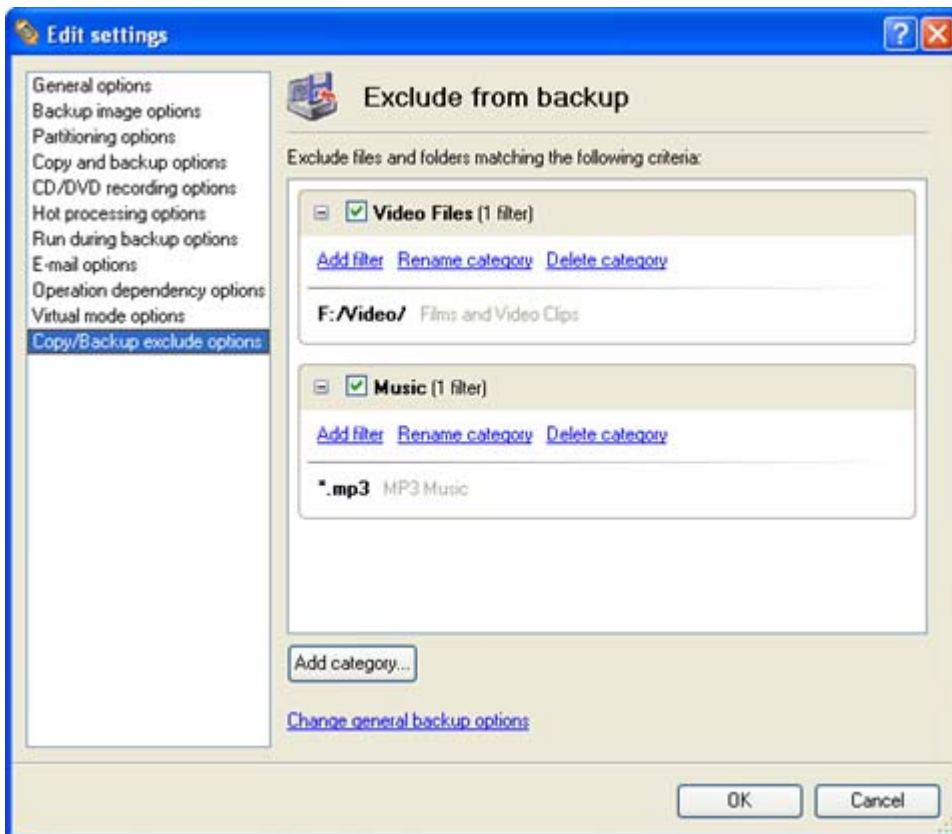 Edit settings
General options
Backup image options
Partitioning options
Copy and backup options
CD/DVD recording options
Hot processing options
Run during backup options
E-mail options
Operation dependency options
Virtual mode options
Copy/Backup exclude options
Exclude from backup
Exclude files and folders matching the following criteria:
Video Files (1 filter)
Add filter Rename category Delete category
F:/Video/ Films and Video Clips
Music (1 filter)
Add filter Rename category Delete category
*.mp3 MP3 Music
Add category...
Change general backup options
OK Cancel